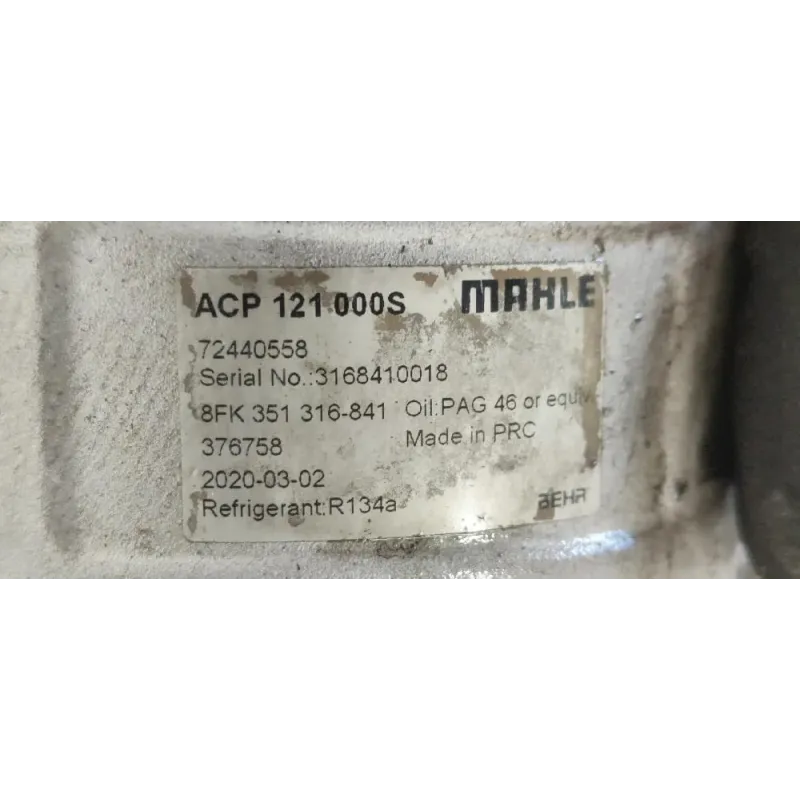 ACP 121 000S MAHLE
72440558
Serial No.:3168410018
8FK 351 316-841 Oil:PAG 46 or equiv.
376758 Made in PRC
2020-03-02
Refrigerant:R134a BEHR